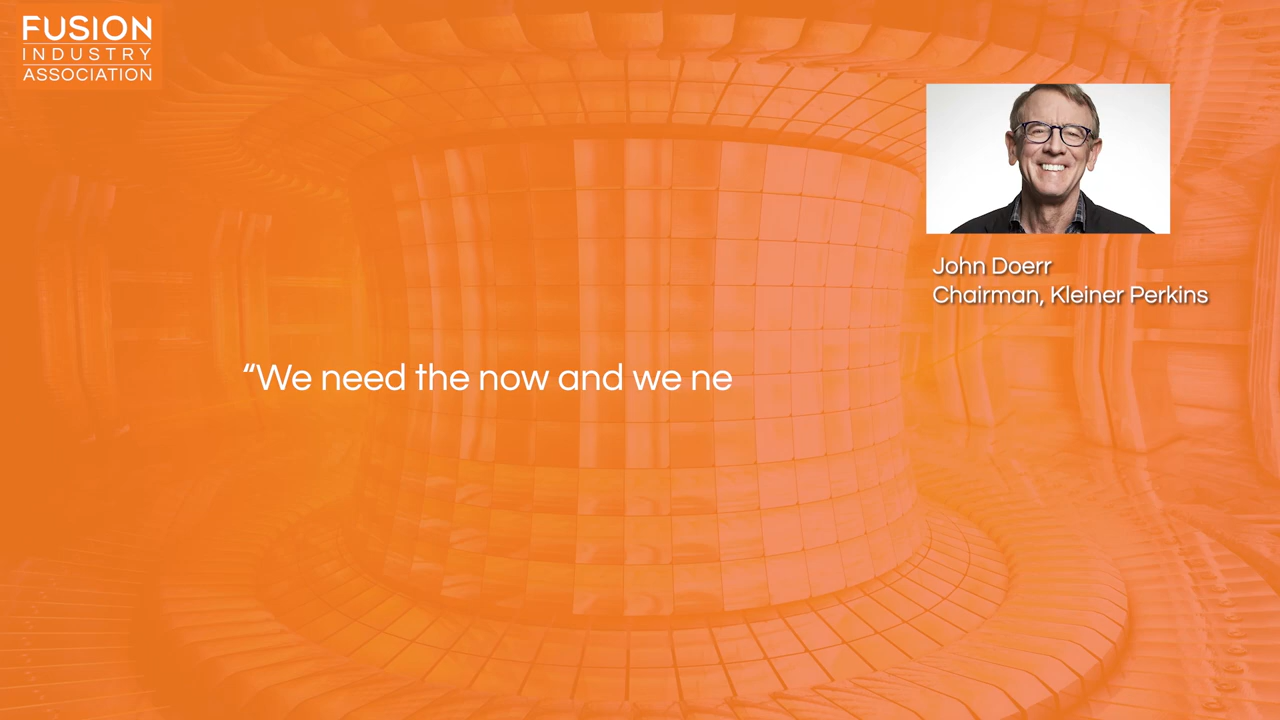 FUSION
INDUSTRY
ASSOCIATION
John Doerr
Chairman, Kleiner Perkins
“We need the now and we ne